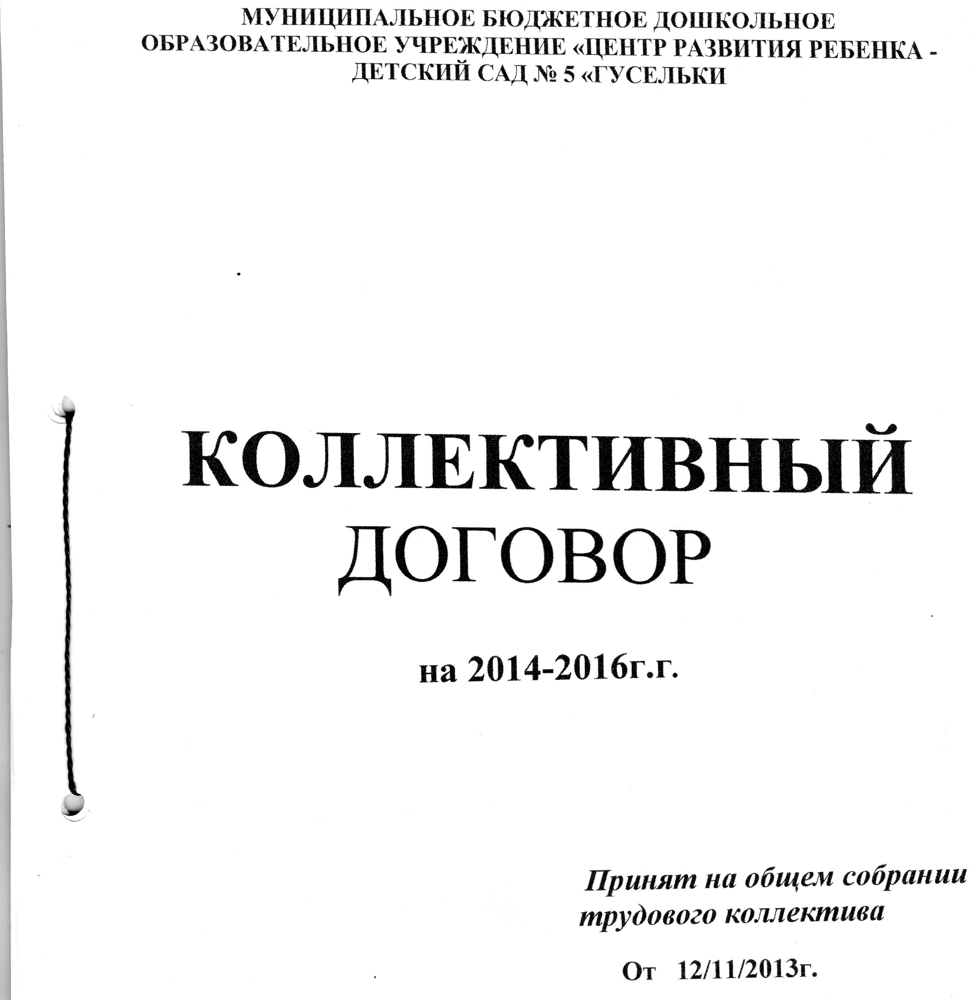 МУНИЦИПАЛЬНОЕ БЮДЖЕТНОЕ ДОШКОЛЬНОЕ
ОБРАЗОВАТЕЛЬНОЕ УЧРЕЖДЕНИЕ «ЦЕНТР РАЗВИТИЯ РЕБЕНКА -
ДЕТСКИЙ САД № 5 «ГУСЕЛЬКИ
КОЛЛЕКТИВНЫЙ
ДОГОВОР
на 2014-2016г.г.
Принят на общем собрании
трудового коллектива
От 12/11/2013г.